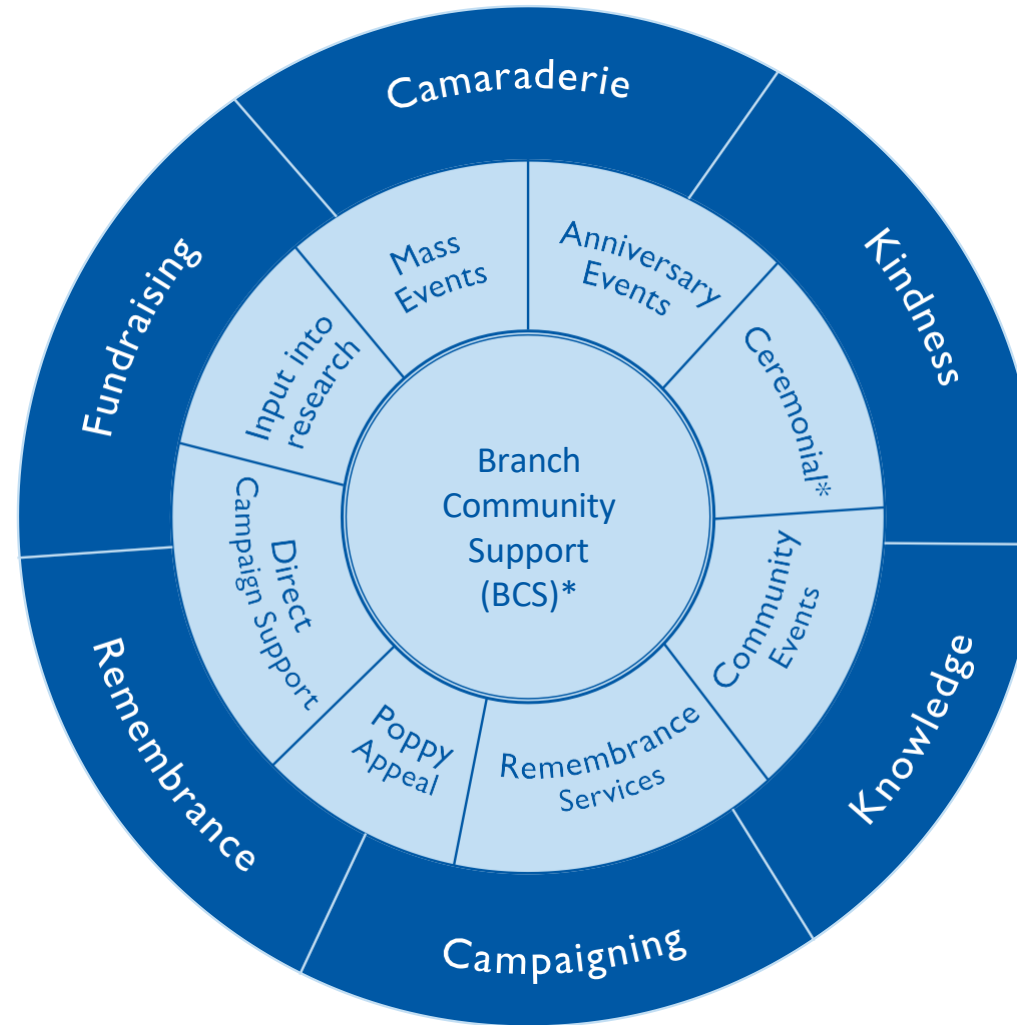 Camaraderie
Kindness
Knowledge
Campaigning
Remembrance
Fundraising
Mass
Events
Anniversary
Events
Ceremonial*
Community
Events
Remembrance
Services
Poppy
Appeal
Direct
Campaign Support
Input into
research
Branch
Community
Support
(BCS)*